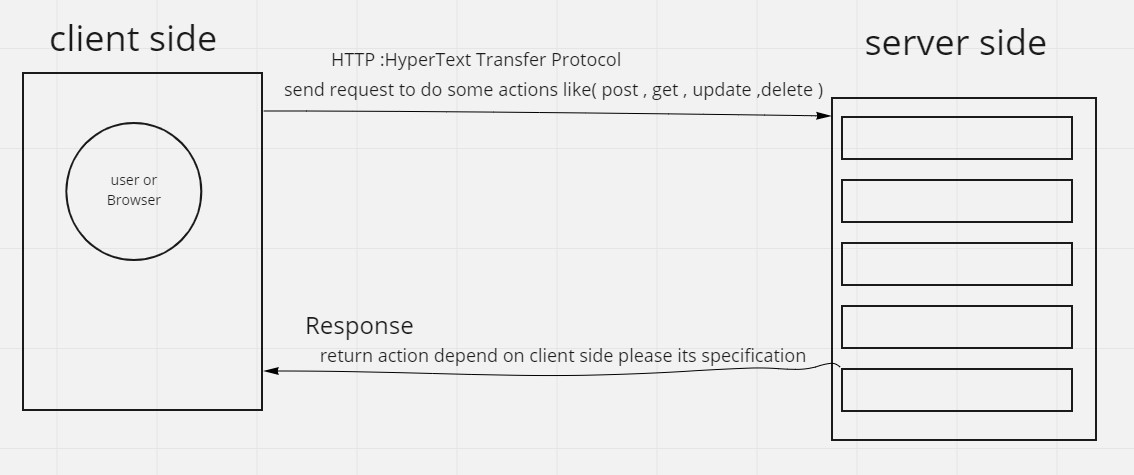 client side
server side
HTTP :HyperText Transfer Protocol
send request to do some actions like( post , get , update ,delete )
user or
Browser
Response
return action depend on client side please its specification